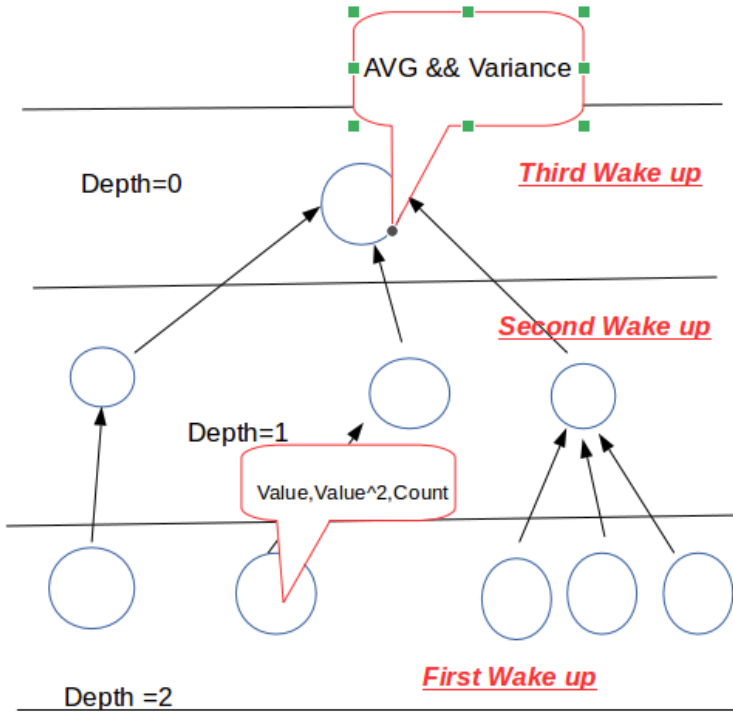 AVG && Variance
Depth=0
Third Wake up
Second Wake up
Depth=1
Value,Value^2,Count
First Wake up
Depth =2